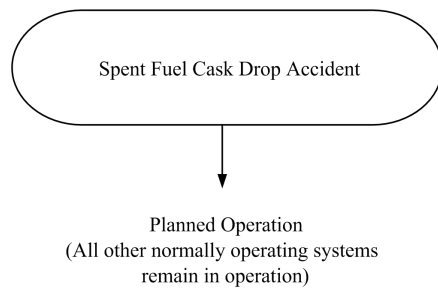 Spent Fuel Cask Drop Accident
Planned Operation
(All other normally operating systems
remain in operation)